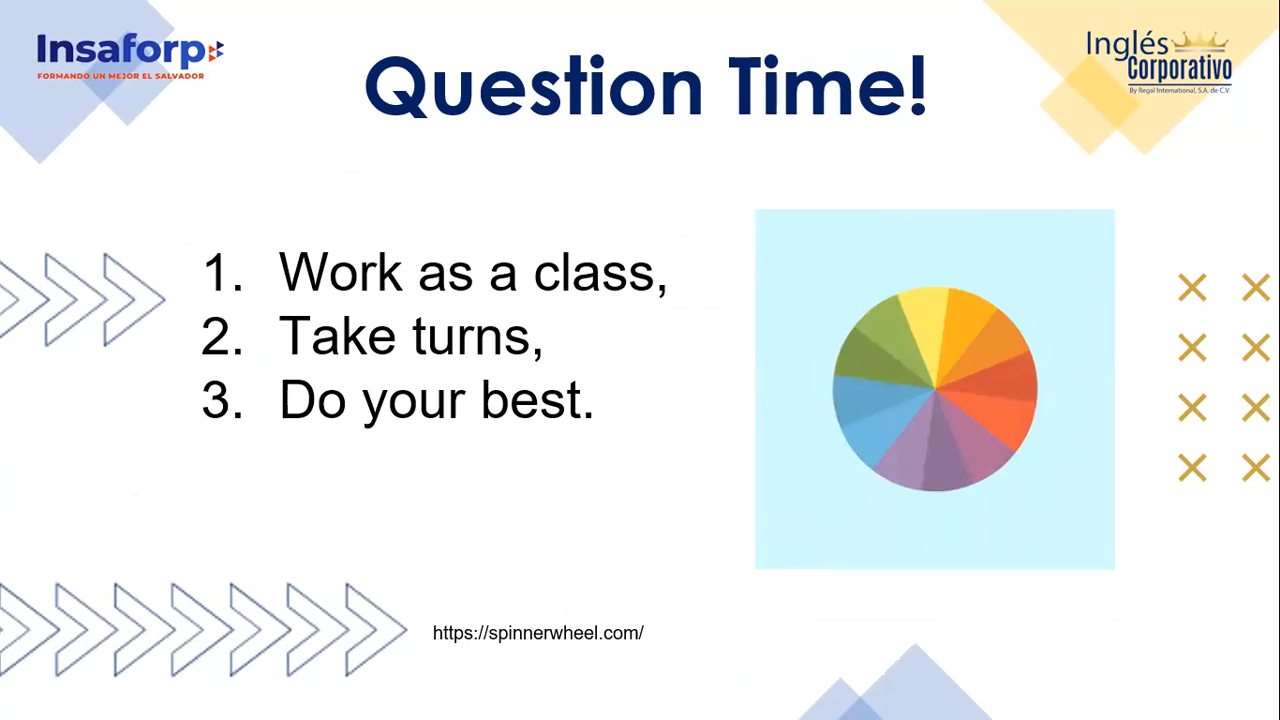 Insaforp
FORMANDO UN MEJOR EL SALVADOR
Question Time!
Inglés
Corporativo
By Regal International, S.A. de C.V.
1. Work as a class,
2. Take turns,
3. Do your best.
https://spinnerwheel.com/